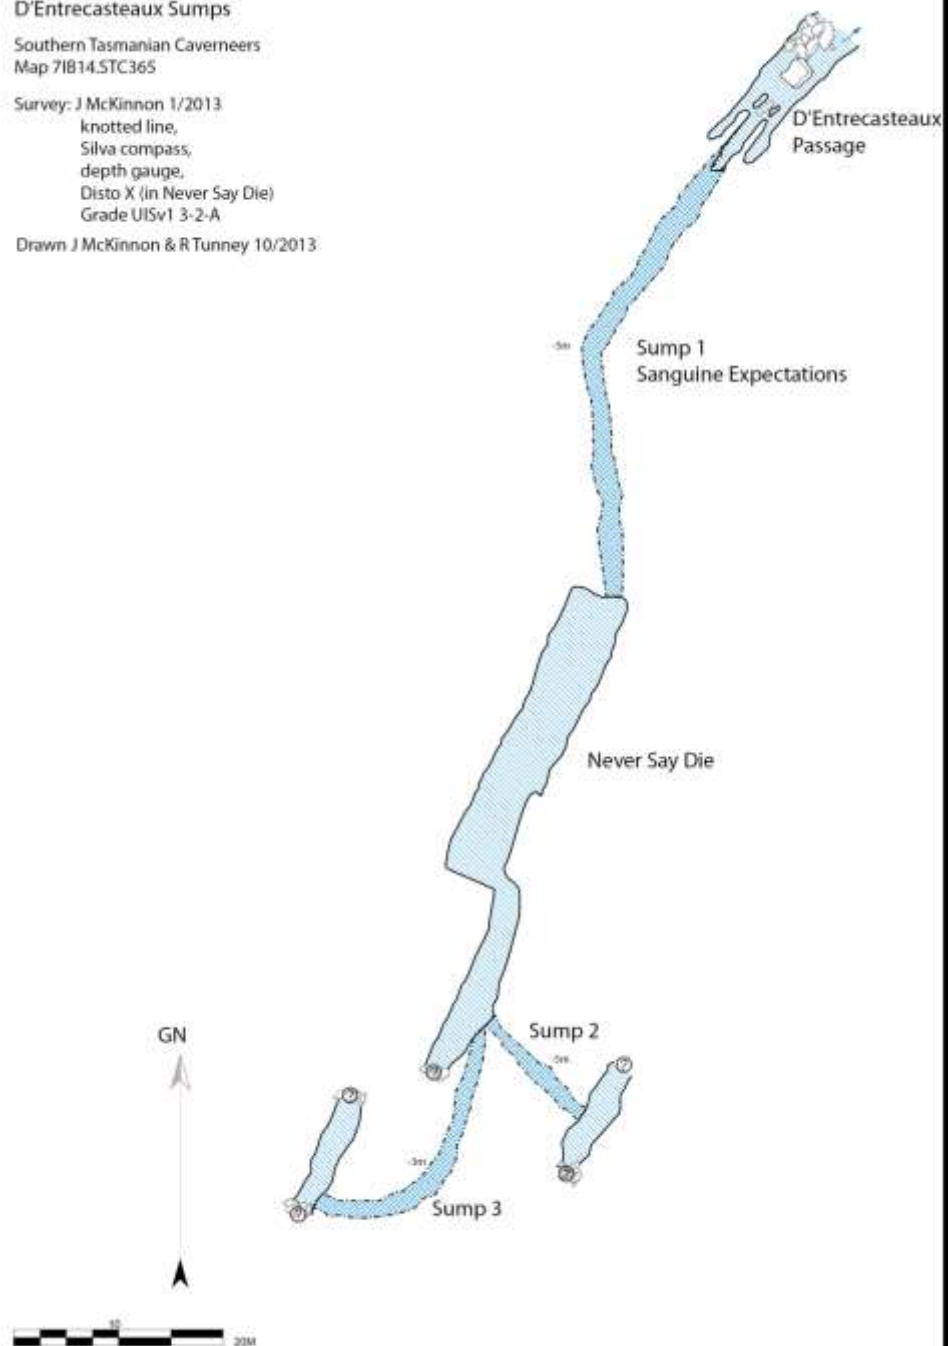 D'Entrecasteaux Sumps
Southern Tasmanian Caverneers
Map 7IB14.STC365
Survey: J McKinnon 1/2013
knotted line,
Silva compass,
depth gauge,
Disto X (in Never Say Die)
Grade UISv1 3-2-A
Drawn J McKinnon & R Tunney 10/2013
D'Entrecasteaux
Passage
-5m
Sump 1
Sanguine Expectations
Never Say Die
Sump 2
-5m
GN
?
?
?
-3m
?
Sump 3
?
10
20M